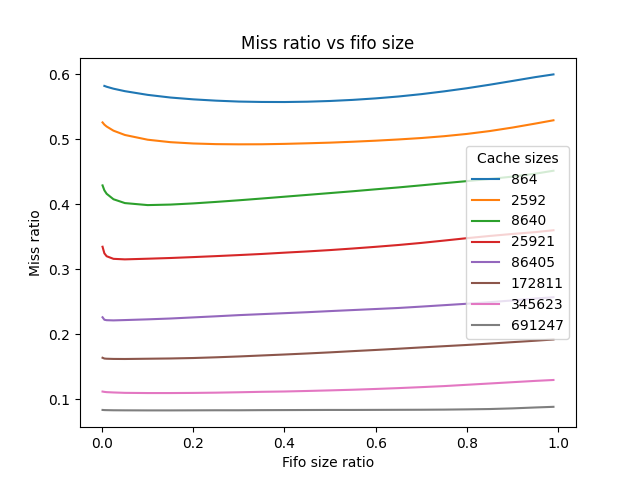 Miss ratio vs fifo size
0.6
0.5
0.4
0.3
0.2
0.1
Miss ratio
Cache sizes
864
2592
8640
25921
86405
172811
345623
691247
0.0 0.2 0.4 0.6 0.8 1.0
Fifo size ratio